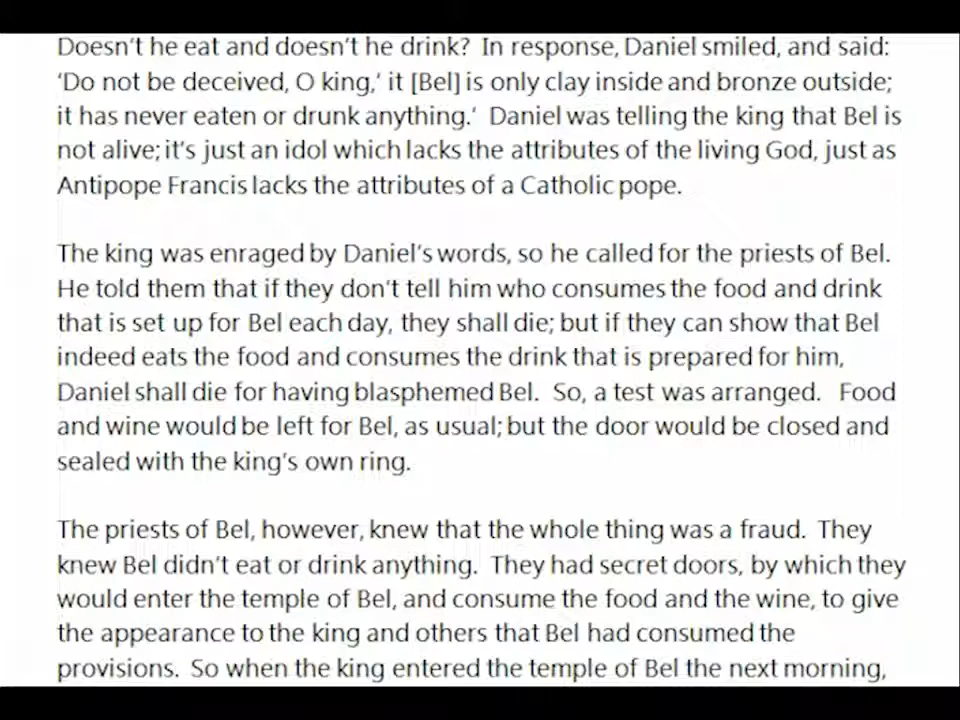 Doesn't he eat and doesn't he drink?  In response, Daniel smiled, and said:
'Do not be deceived, O king,' it [Bel] is only clay inside and bronze outside;
it has never eaten or drunk anything.'  Daniel was telling the king that Bel is
not alive; it's just an idol which lacks the attributes of the living God, just as
Antipope Francis lacks the attributes of a Catholic pope.
The king was enraged by Daniel's words, so he called for the priests of Bel.
He told them that if they don't tell him who consumes the food and drink
that is set up for Bel each day, they shall die; but if they can show that Bel
indeed eats the food and consumes the drink that is prepared for him,
Daniel shall die for having blasphemed Bel.  So, a test was arranged.   Food
and wine would be left for Bel, as usual; but the door would be closed and
sealed with the king's own ring.
The priests of Bel, however, knew that the whole thing was a fraud.  They
knew Bel didn't eat or drink anything.  They had secret doors, by which they
would enter the temple of Bel, and consume the food and the wine, to give
the appearance to the king and others that Bel had consumed the
provisions.  So when the king entered the temple of Bel the next morning,